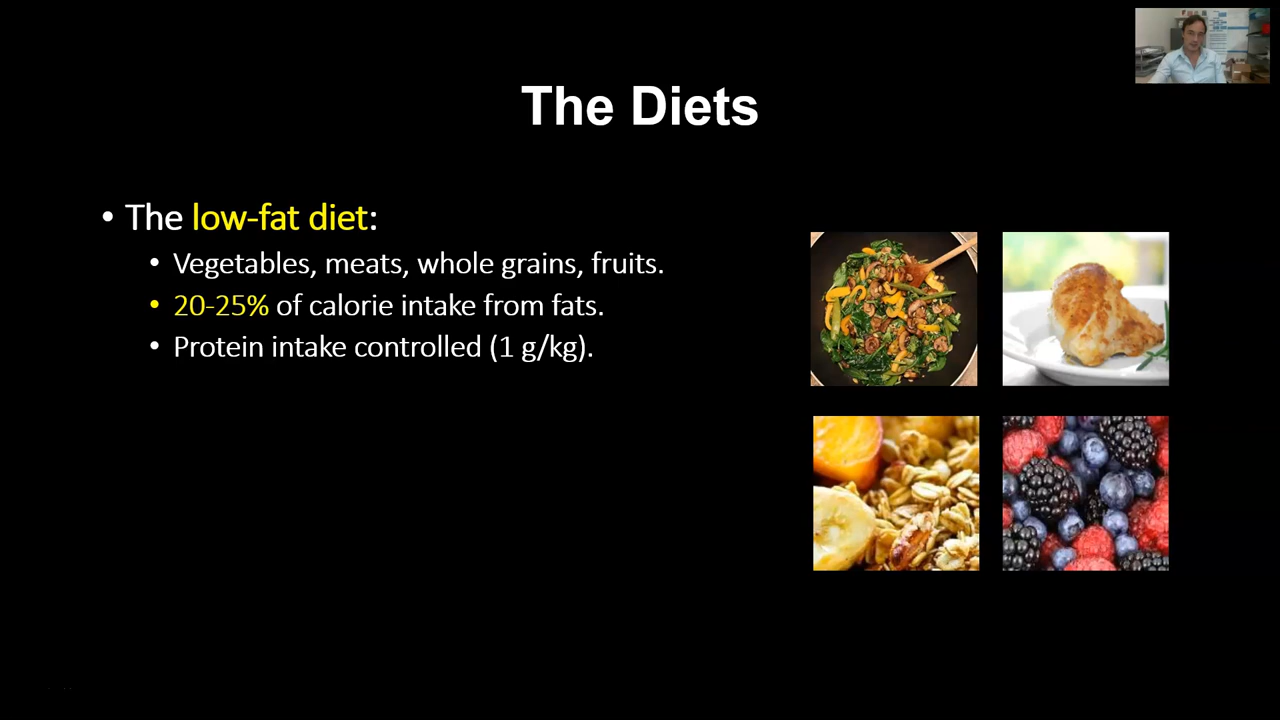 The Diets
• The low-fat diet:
• Vegetables, meats, whole grains, fruits.
• 20-25% of calorie intake from fats.
• Protein intake controlled (1 g/kg).